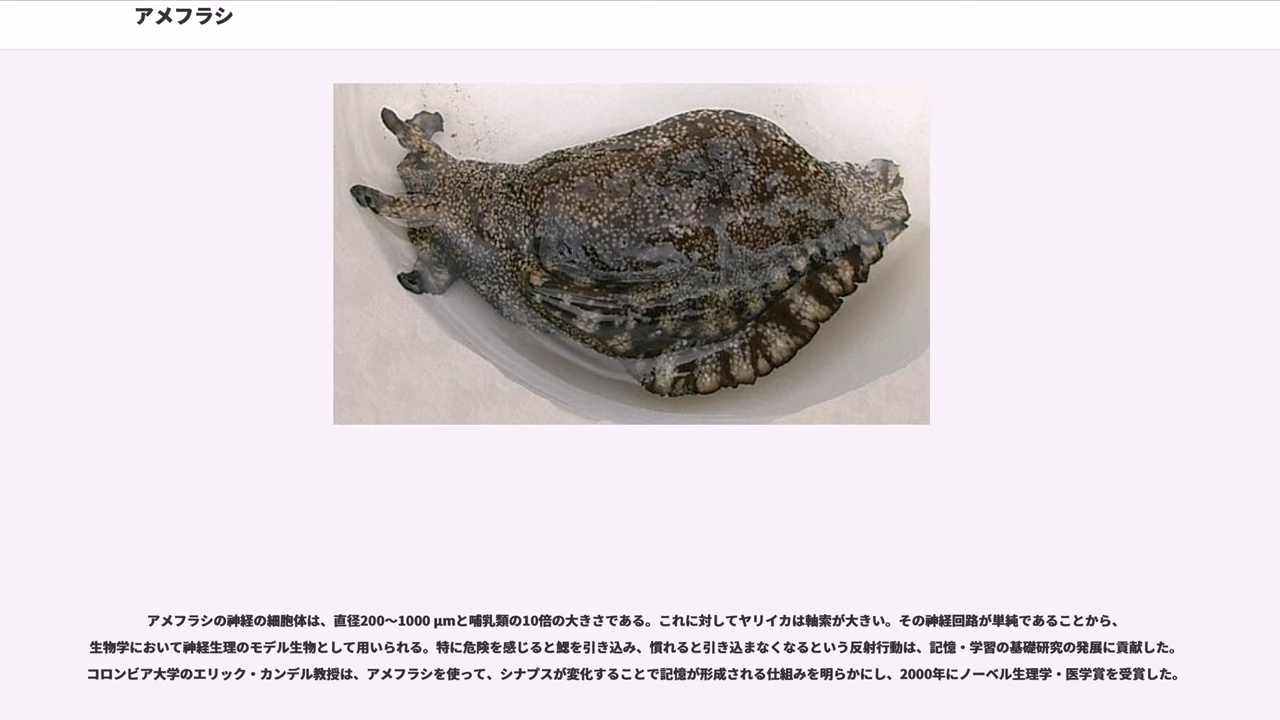 アメフラシ
アメフラシの神経の細胞体は、直径200〜1000 µmと哺乳類の10倍の大きさである。これに対してヤリイカは軸索が大きい。その神経回路が単純であることから、
生物学において神経生理のモデル生物として用いられる。特に危険を感じると鰓を引き込み、慣れると引き込まなくなるという反射行動は、記憶・学習の基礎研究の発展に貢献した。
コロンビア大学のエリック・カンデル教授は、アメフラシを使って、シナプスが変化することで記憶が形成される仕組みを明らかにし、2000年にノーベル生理学・医学賞を受賞した。